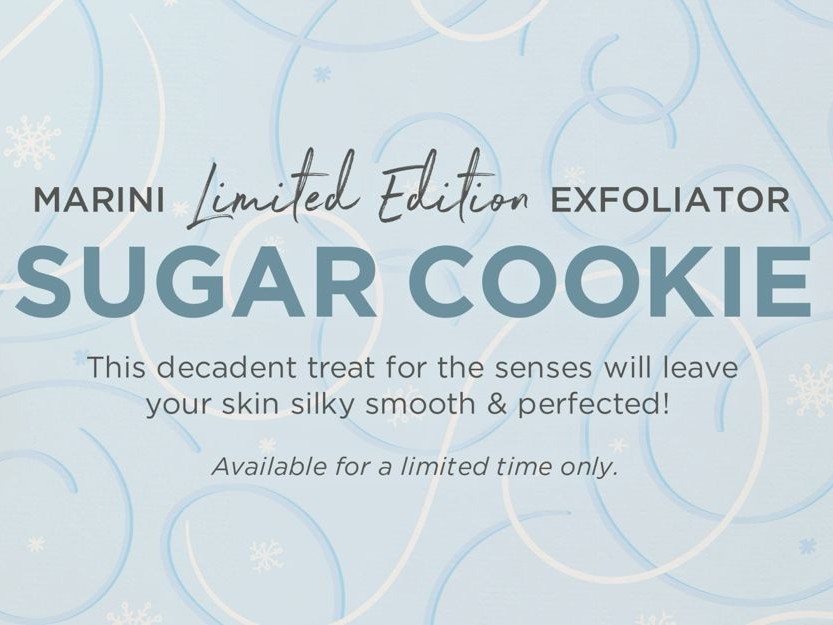 MARINI Limited Edition EXFOLIATOR
SUGAR COOKIE
This decadent treat for the senses will leave
your skin silky smooth & perfected!
Available for a limited time only.